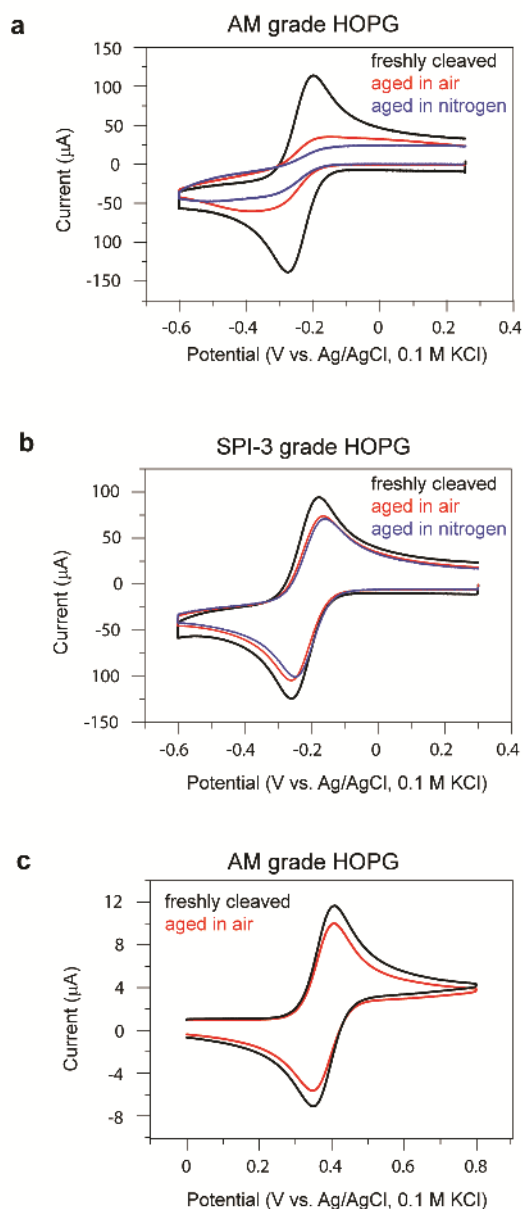 a
AM grade HOPG
freshly cleaved
aged in air
aged in nitrogen
150
100
50
0
-50
100
-150
Current (μA)
-0.6 -0.4 -0.2 0 0.2
Potential (V vs. Ag/AgCl, 0.1 M KCl)
b
SPI-3 grade HOPG
freshly cleaved
aged in air
aged in nitrogen
100
50
0
-50
100
-150
Current (μA)
-0.6 -0.4 -0.2 0 0.2
Potential (V vs. Ag/AgCl, 0.1 M KCl)
c
AM grade HOPG
freshly cleaved
aged in air
12
8
4
0
-4
-8
Current (μA)
0 0.2 0.4 0.6 0.8
Potential (V vs. Ag/AgCl, 0.1 M KCl)